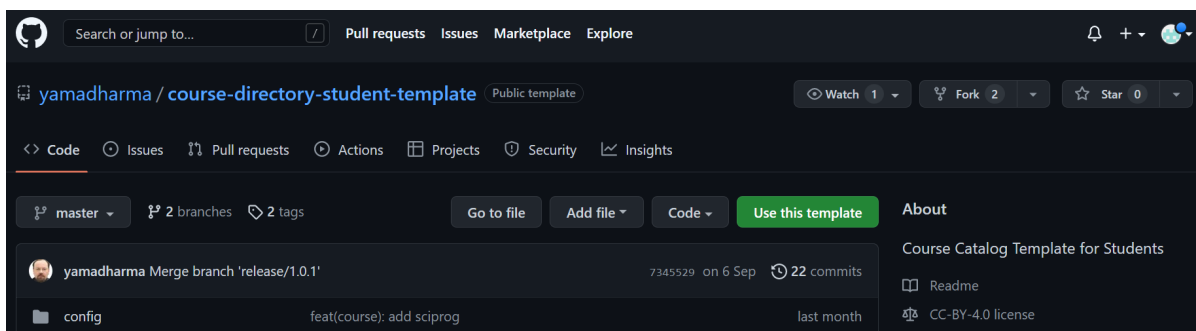 Search or jump to... / Pull requests Issues Marketplace Explore
yamadharma / course-directory-student-template Public template Watch 1 Fork 2 Star 0
Code Issues Pull requests Actions Projects Security Insights
master 2 branches 2 tags Go to file Add file Code Use this template About
Course Catalog Template for Students
yamadharma Merge branch 'release/1.0.1' 7345529 on 6 Sep 22 commits
Readme
config feat(course): add sciprog last month CC-BY-4.0 license